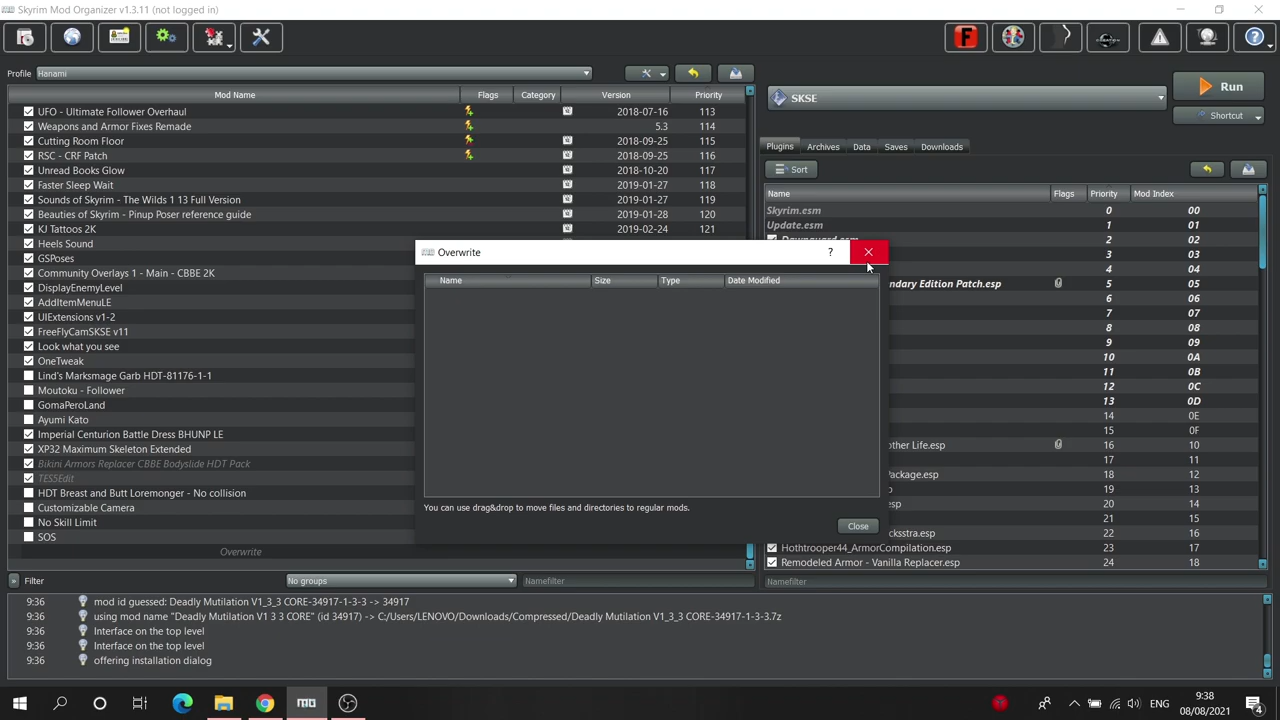 Skyrim Mod Organizer v1.3.11 (not logged in)
Profile Hanami
Mod Name Flags Category Version Priority
UFO - Ultimate Follower Overhaul 2018-07-16 113
Weapons and Armor Fixes Remade 5.3 114
Cutting Room Floor 2018-09-25 115
RSC - CRF Patch 2018-09-25 116
Unread Books Glow 2018-10-20 117
Faster Sleep Wait 2019-01-27 118
Sounds of Skyrim - The Wilds 1 13 Full Version 2019-01-27 119
Beauties of Skyrim - Pinup Poser reference guide 2019-01-28 120
KJ Tattoos 2K 2019-02-24 121
Heels Sound
GSPoses
Community Overlays 1 - Main - CBBE 2K
DisplayEnemyLevel
AddItemMenuLE
UIExtensions v1-2
FreeFlyCamSKSE v11
Look what you see
OneTweak
Lind's Marksmage Garb HDT-81176-1-1
Moutoku - Follower
GomaPeroLand
Ayumi Kato
Imperial Centurion Battle Dress BHUNP LE
XP32 Maximum Skeleton Extended
Bikini Armors Replacer CBBE Bodyslide HDT Pack
TES5Edit
HDT Breast and Butt Loremonger - No collision
Customizable Camera
No Skill Limit
SOS
Overwrite
Filter No groups Namefilter
Overwrite ?
Name Size Type Date Modified
You can use drag&drop to move files and directories to regular mods.
Close
SKSE
Run
Shortcut
Plugins Archives Data Saves Downloads
Sort
Name Flags Priority Mod Index
Skyrim.esm 0 00
Update.esm 1 01
Dawnguard.esm 2 02
3 03
4 04
ndary Edition Patch.esp 5 05
6 06
7 07
8 08
9 09
10 0A
11 0B
12 0C
13 0D
14 0E
15 0F
other Life.esp 16 10
17 11
Package.esp 18 12
19 13
esp 20 14
21 15
cksstra.esp 22 16
Hothtrooper44_ArmorCompilation.esp 23 17
Remodeled Armor - Vanilla Replacer.esp 24 18
Namefilter
9:36 mod id guessed: Deadly Mutilation V1_3_3 CORE-34917-1-3-3 -> 34917
9:36 using mod name "Deadly Mutilation V1 3 3 CORE" (id 34917) -> C:/Users/LENOVO/Downloads/Compressed/Deadly Mutilation V1_3_3 CORE-34917-1-3-3.7z
9:36 Interface on the top level
9:36 Interface on the top level
9:36 offering installation dialog
ENG
9:38
08/08/2021
4